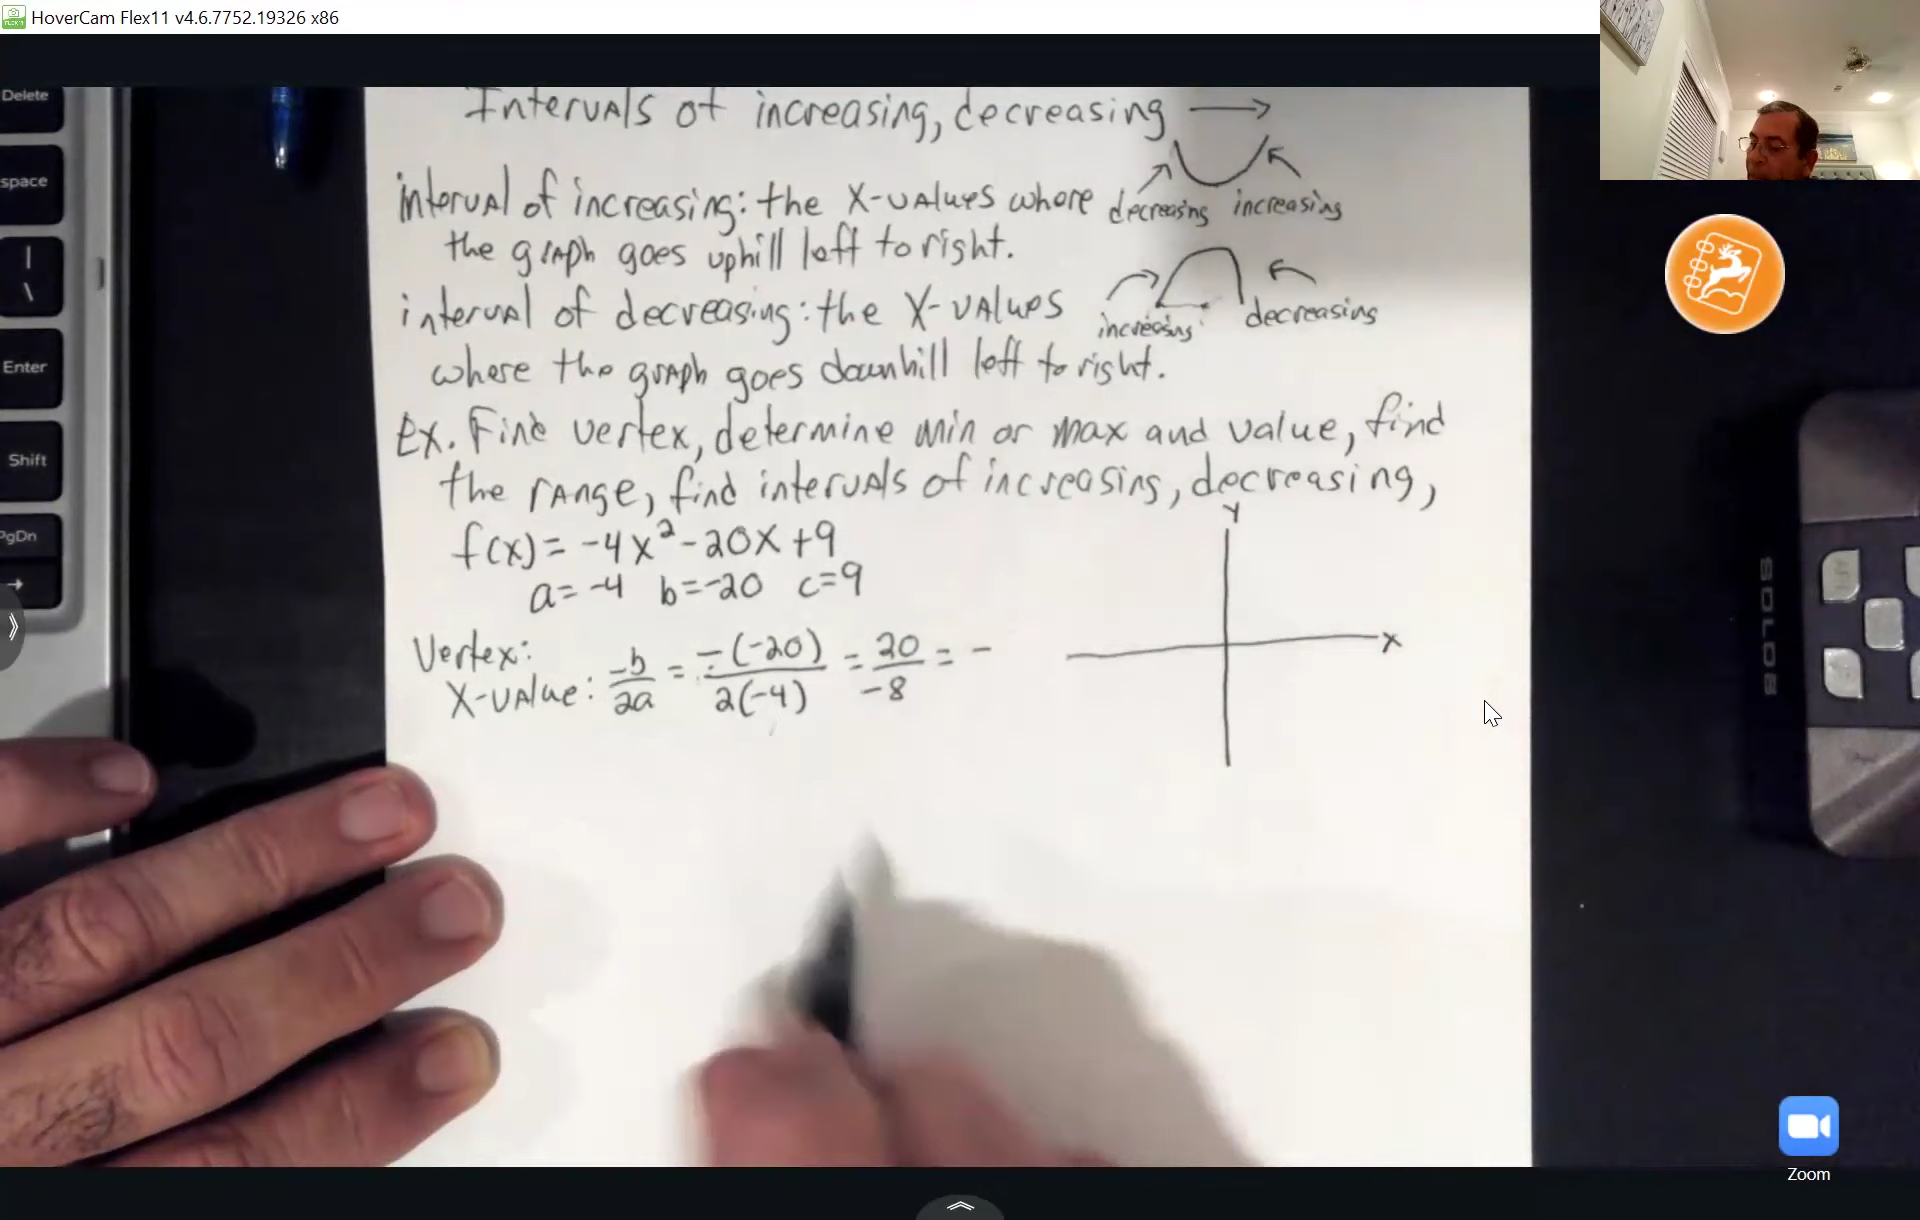 HoverCam Flex11 v4.6.7752.19326 x86
Delete
space
|
\
Enter
Shift
PgDn
→
Intervals of increasing, decreasing →
interval of increasing: the x-values where
decreasing increasing
the graph goes uphill left to right.
interval of decreasing: the x-values
increasing decreasing
where the graph goes downhill left to right.
Ex. Find vertex, determine min or max and value, find
the range, find intervals of increasing, decreasing,
Y
f(x) = -4x² - 20x + 9
a = -4 b = -20 c = 9
Vertex:
x-value: -b/2a = -(-20)/2(-4) = 20/-8 = -
X
SOLDS
Zoom